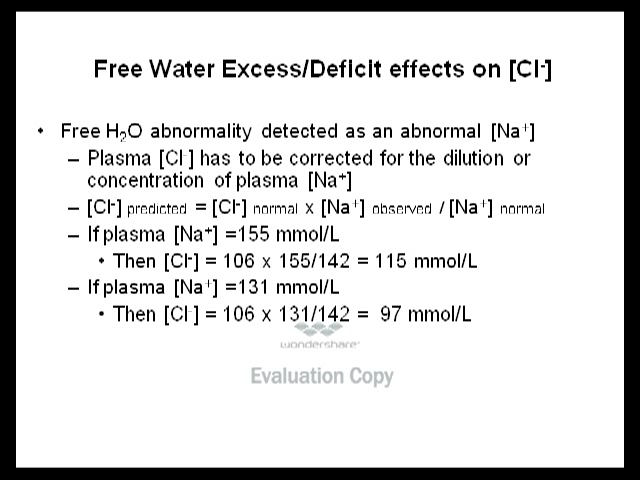 Free Water Excess/Deficit effects on [Cl⁻]
• Free H₂O abnormality detected as an abnormal [Na⁺]
– Plasma [Cl⁻] has to be corrected for the dilution or
concentration of plasma [Na⁺]
– [Cl⁻] predicted = [Cl⁻] normal x [Na⁺] observed / [Na⁺] normal
– If plasma [Na⁺] =155 mmol/L
• Then [Cl⁻] = 106 x 155/142 = 115 mmol/L
– If plasma [Na⁺] =131 mmol/L
• Then [Cl⁻] = 106 x 131/142 = 97 mmol/L
wondershare
Evaluation Copy